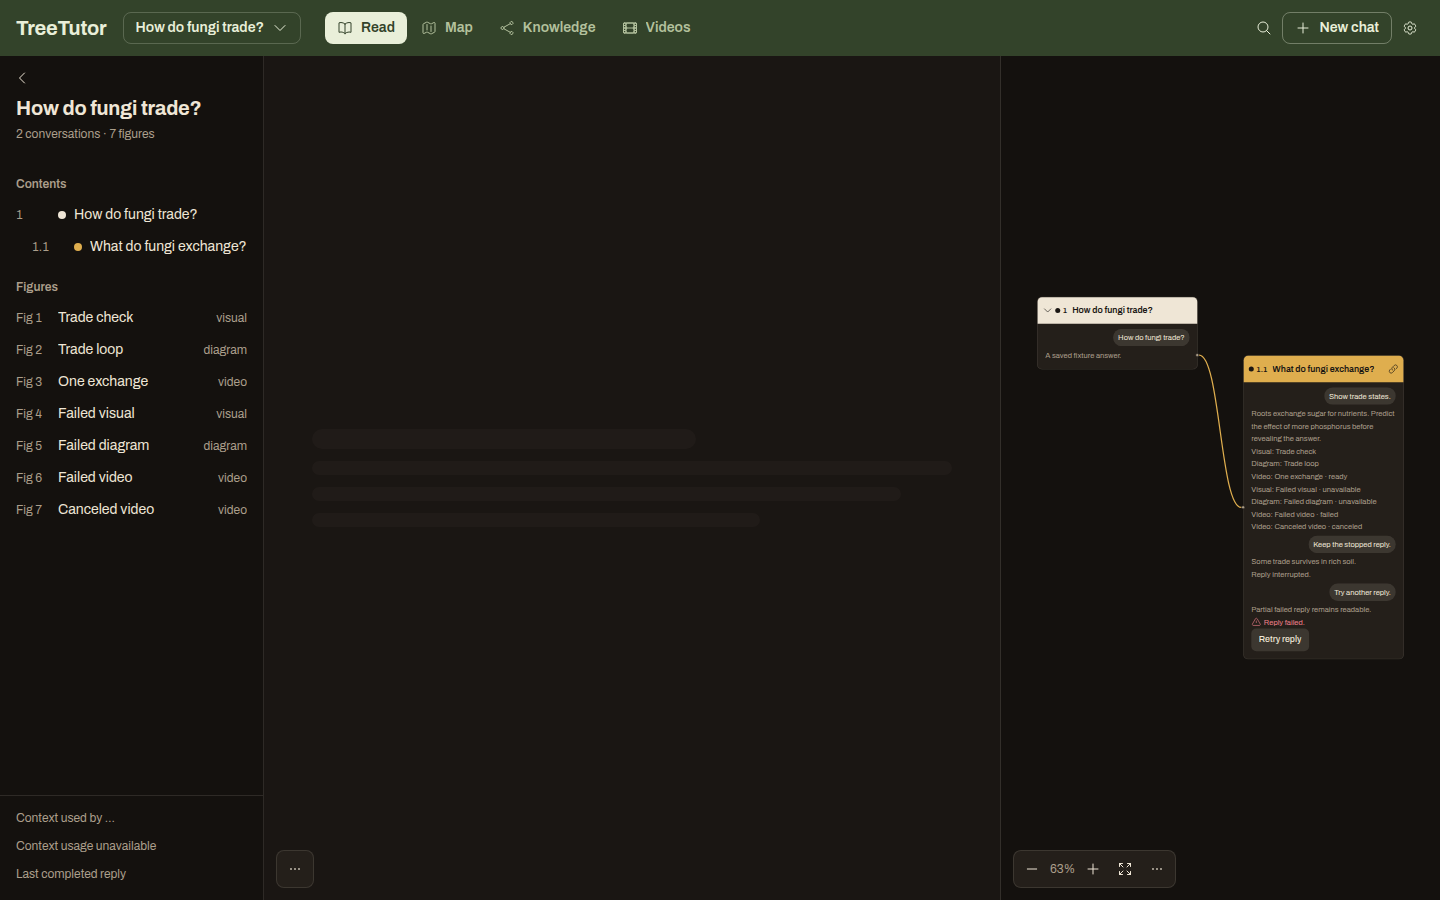 TreeTutor
How do fungi trade?
Read
Map
Knowledge
Videos
New chat
How do fungi trade?
2 conversations · 7 figures
Contents
1 How do fungi trade?
1.1 What do fungi exchange?
Figures
Fig 1 Trade check visual
Fig 2 Trade loop diagram
Fig 3 One exchange video
Fig 4 Failed visual visual
Fig 5 Failed diagram diagram
Fig 6 Failed video video
Fig 7 Canceled video video
Context used by ...
Context usage unavailable
Last completed reply
1 How do fungi trade?
How do fungi trade?
A saved fixture answer.
1.1 What do fungi exchange?
Show trade states.
Roots exchange sugar for nutrients. Predict
the effect of more phosphorus before
revealing the answer.
Visual: Trade check
Diagram: Trade loop
Video: One exchange · ready
Visual: Failed visual · unavailable
Diagram: Failed diagram · unavailable
Video: Failed video · failed
Video: Canceled video · canceled
Keep the stopped reply.
Some trade survives in rich soil.
Reply interrupted.
Try another reply.
Partial failed reply remains readable.
Reply failed.
Retry reply
63%